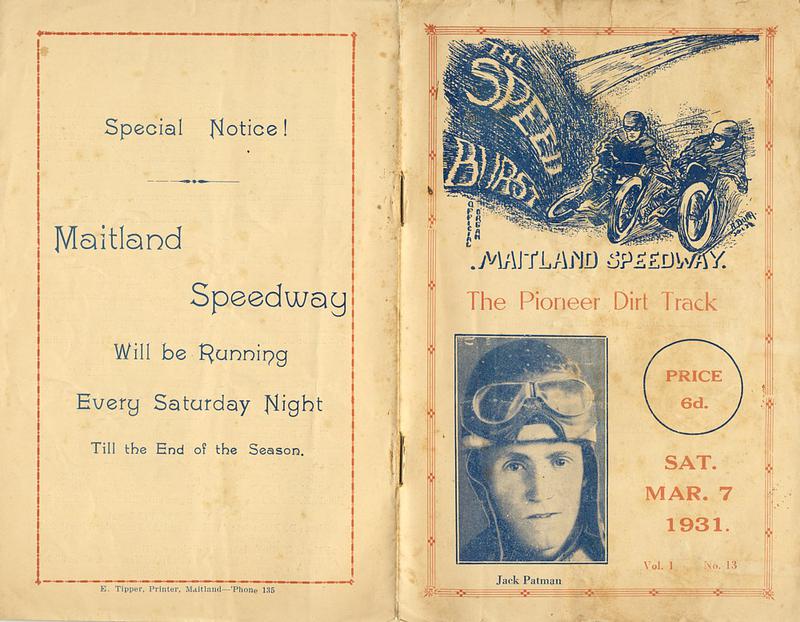 Special Notice!
Maitland
Speedway
Will be Running
Every Saturday Night
Till the End of the Season.
E. Tipper, Printer, Maitland—'Phone 135
THE
SPEED
BURST
OFFICIAL
ORGAN
.MAITLAND SPEEDWAY.
The Pioneer Dirt Track
PRICE
6d.
SAT.
MAR. 7
1931.
Vol. 1 No. 13
Jack Patman